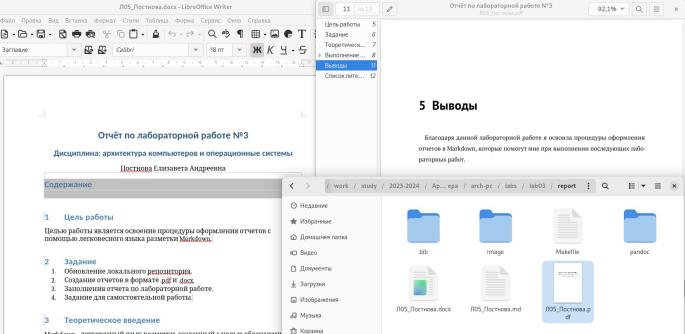 Л05_Постнова.docx - LibreOffice Writer
Файл Правка Вид Вставка Формат Стили Таблица Форма Сервис Окно Справка
Заглавие
Calibri
18 пт
Ж К Ч
Отчёт по лабораторной работе №3
Дисциплина: архитектура компьютеров и операционные системы
Постнова Елизавета Андреевна
Содержание
1 Цель работы
Целью работы является освоение процедуры оформления отчетов с
помощью легковесного языка разметки Markdown.
2 Задание
1. Обновление локального репозитория.
2. Создание отчетов в формате .pdf и .docx.
3. Заполнения отчета по лабораторной работе.
4. Задание для самостоятельной работы
3 Теоретическое введение
11 из 13
Отчёт по лабораторной работе №3
Л05_Постнова.pdf
92,1%
Цель работы 5
Задание 6
Теоретическ... 7
Выполнение... 8
Выводы 11
Список лите... 12
5 Выводы
Благодаря данной лабораторной работе я освоила процедуры оформления
отчетов в Markdown, которые помогут мне при выполнении последующих лабо-
раторных работ.
/ work / study / 2023-2024 / Ар... ера / arch-pc / labs / lab03 / report
Недавние
Избранные
Домашняя папка
Видео
Документы
Загрузки
Изображения
Музыка
Корзина
bib
image
Makefile
pandoc
Л05_Постнова.docx
Л05_Постнова.md
Л05_Постнова.p
df